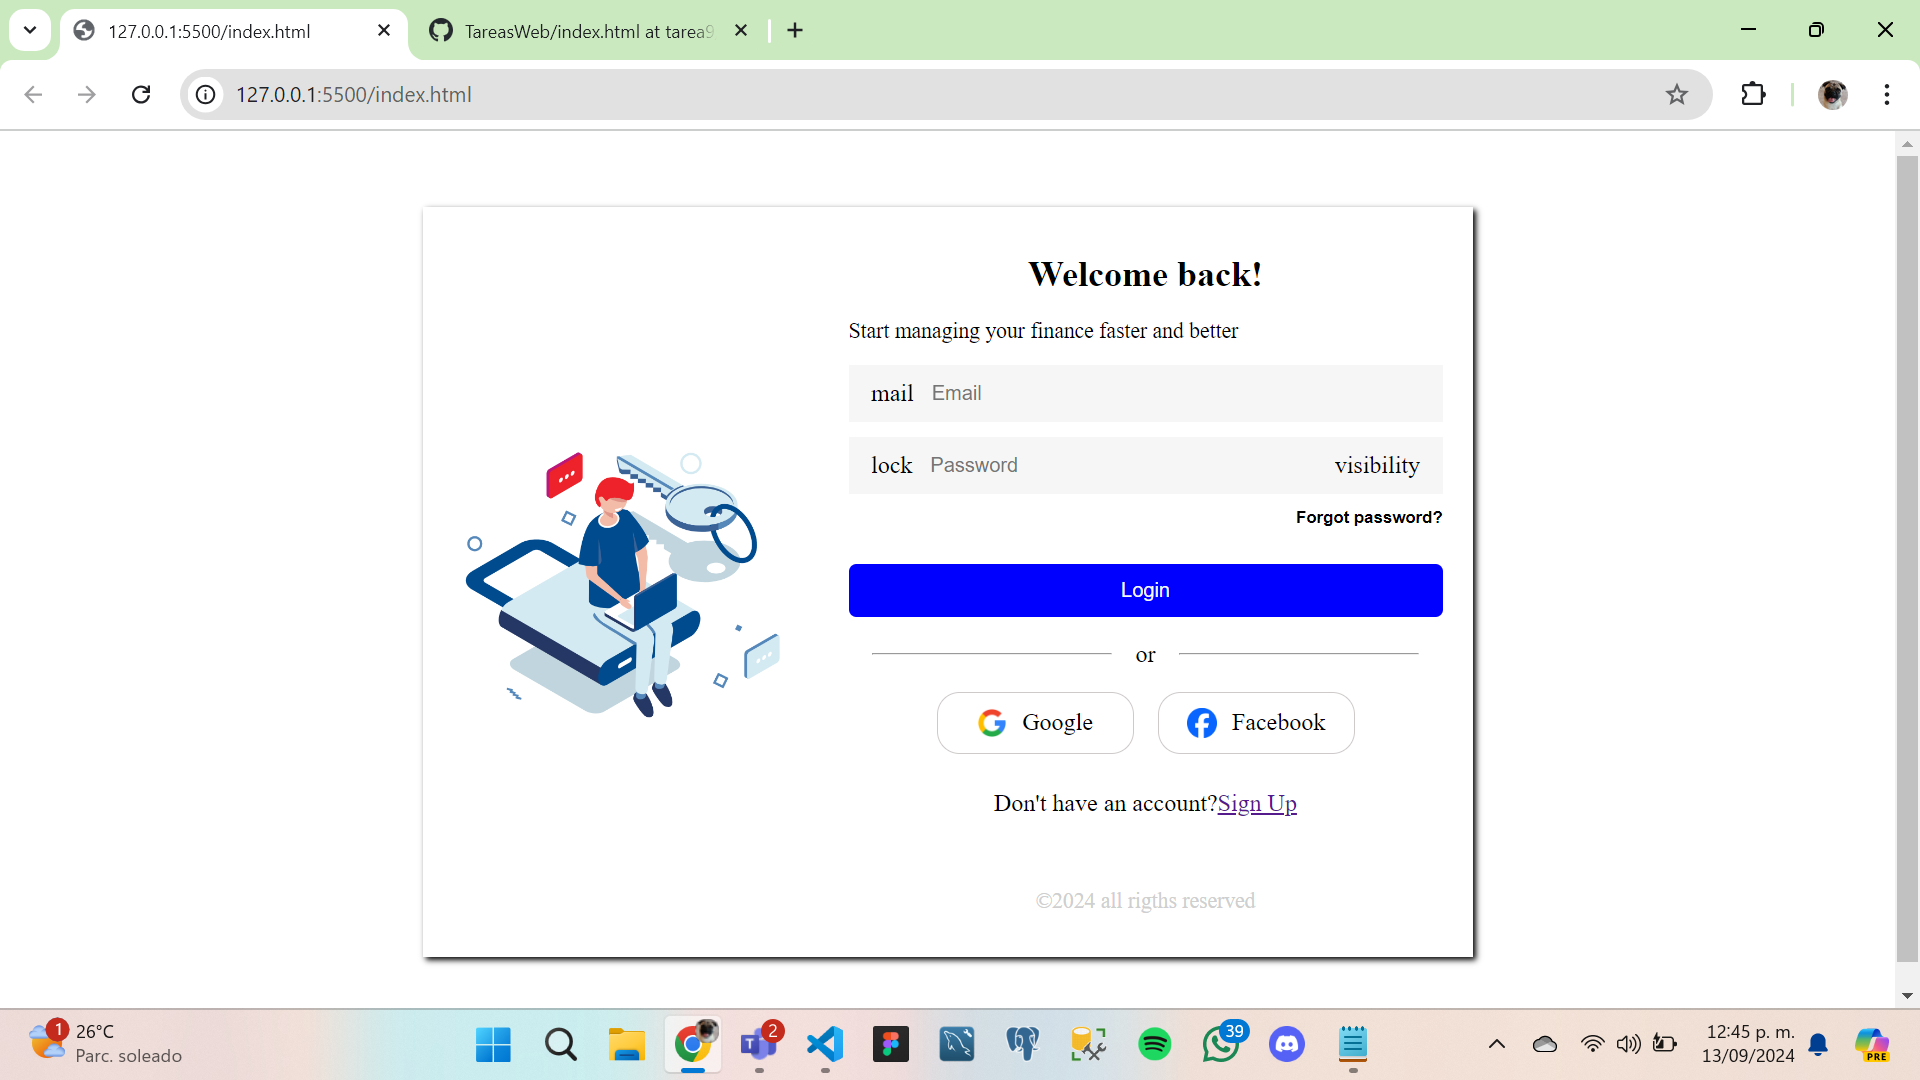 127.0.0.1:5500/index.html
TareasWeb/index.html at tarea9
127.0.0.1:5500/index.html
Welcome back!
Start managing your finance faster and better
mail Email
lock Password visibility
Forgot password?
Login
or
Google Facebook
Don't have an account?Sign Up
©2024 all rigths reserved
1
26°C
Parc. soleado
2
39
12:45 p. m.
13/09/2024
PRE